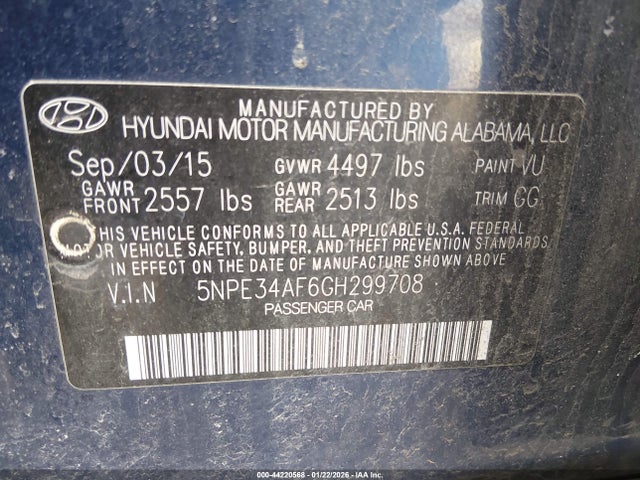 MANUFACTURED BY
HYUNDAI MOTOR MANUFACTURING ALABAMA, LLC
Sep/03/15 GVWR 4497 lbs PAINT VU
GAWR FRONT 2557 lbs GAWR REAR 2513 lbs TRIM GG
THIS VEHICLE CONFORMS TO ALL APPLICABLE U.S.A. FEDERAL
MOTOR VEHICLE SAFETY, BUMPER, AND THEFT PREVENTION STANDARDS
IN EFFECT ON THE DATE OF MANUFACTURE SHOWN ABOVE
V.I.N 5NPE34AF6GH299708
PASSENGER CAR
000-44220568 - 01/22/2026 - IAA Inc.